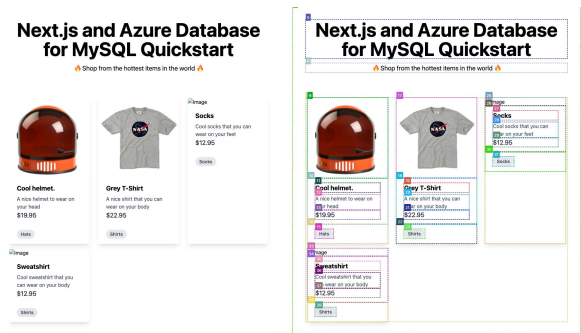 Next.js and Azure Database
for MySQL Quickstart
🔥 Shop from the hottest items in the world 🔥
NASA
Image
Socks
Cool socks that you can
wear on your feet
$12.95
Socks
Cool helmet.
A nice helmet to wear on
your head
$19.95
Hats
Grey T-Shirt
A nice shirt that you can
wear on your body
$22.95
Shirts
Image
Sweatshirt
Cool sweatshirt that you
can wear on your body
$12.95
Shirts
Next.js and Azure Database
for MySQL Quickstart
🔥 Shop from the hottest items in the world 🔥
NASA
mage
Socks
Cool socks that you can
on your feet
$12.95
Socks
Cool helmet.
A nice helmet to wear on
head
$19.95
Hats
Grey T-Shirt
A nice shirt that you can
on your body
$22.95
Shirts
mage
Sweatshirt
Cool sweatshirt that you
wear on your body
$12.95
Shirts